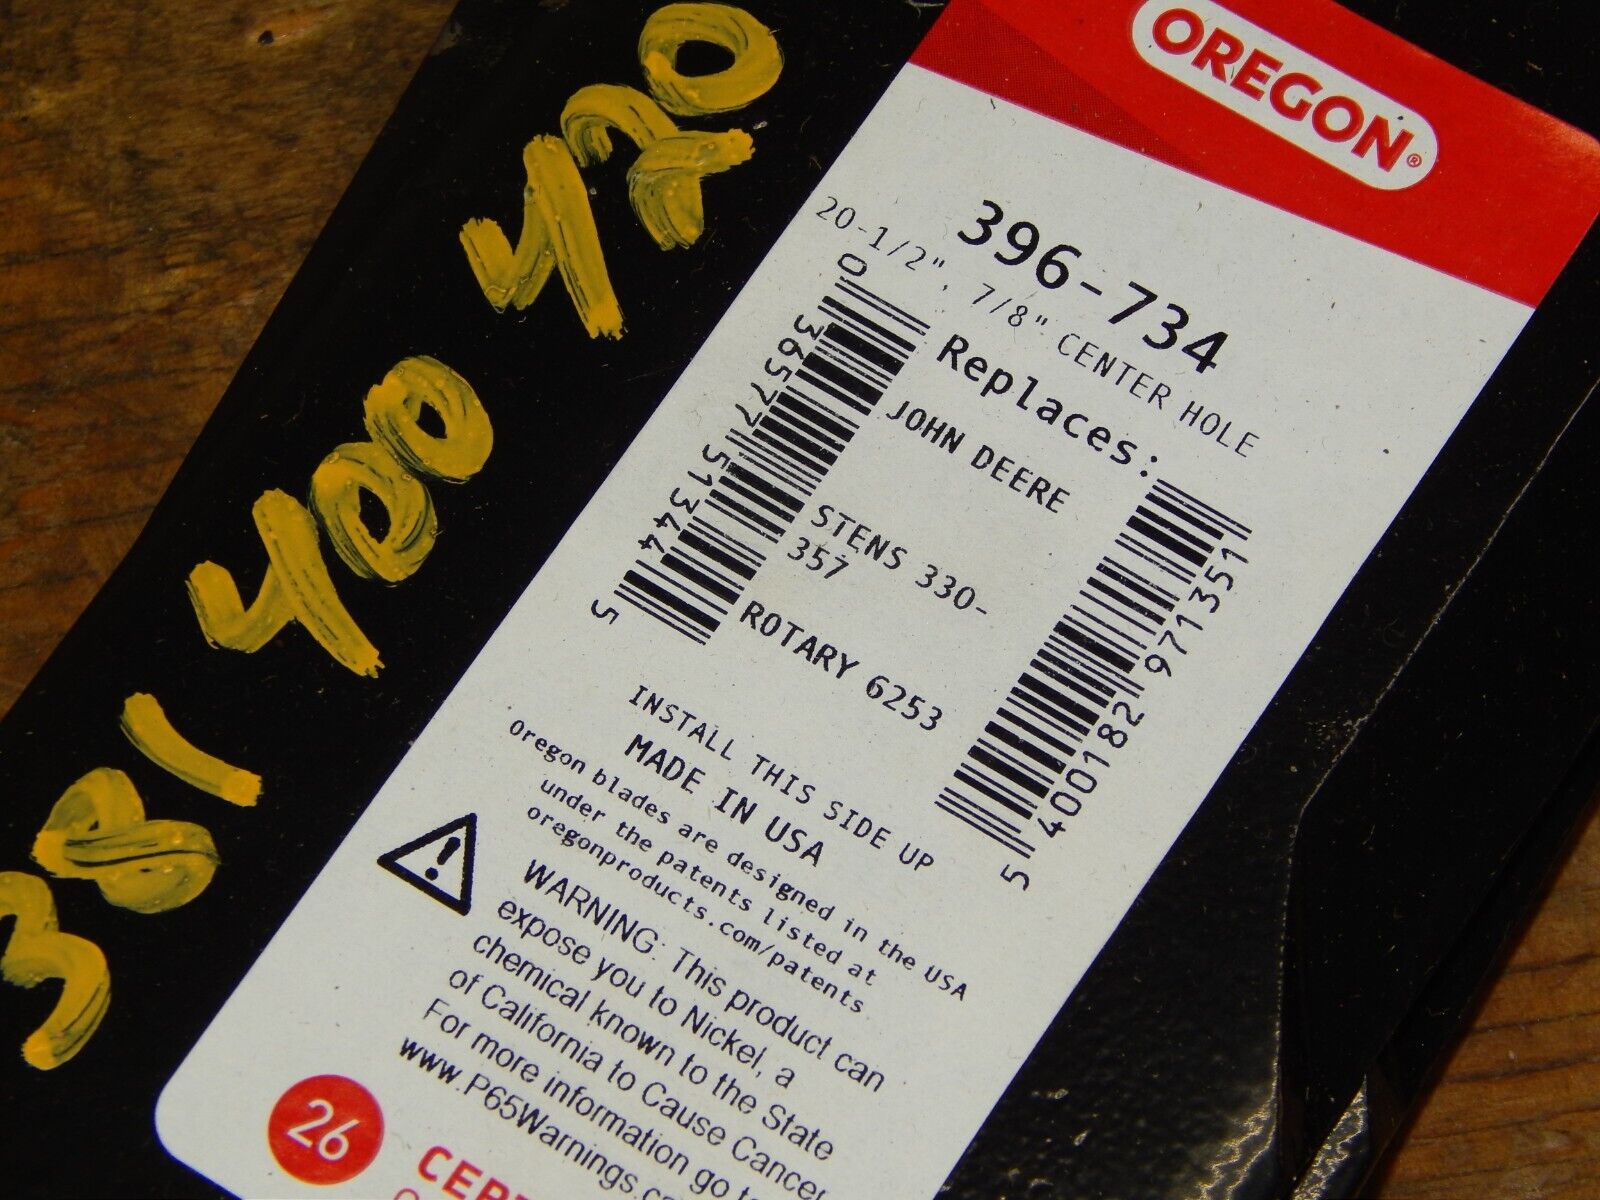 381 400 420
OREGON®
396-734
20-1/2", 7/8" CENTER HOLE
Replaces:
JOHN DEERE
STENS 330-
357
ROTARY 6253
0 36577 51344 5
5 400182 971351
INSTALL THIS SIDE UP
MADE IN USA
Oregon blades are designed in the USA
under the patents listed at
oregonproducts.com/patents
WARNING: This product can
expose you to Nickel, a
chemical known to the State
of California to Cause Cancer
For more information go to
www.P65Warnings.c
26